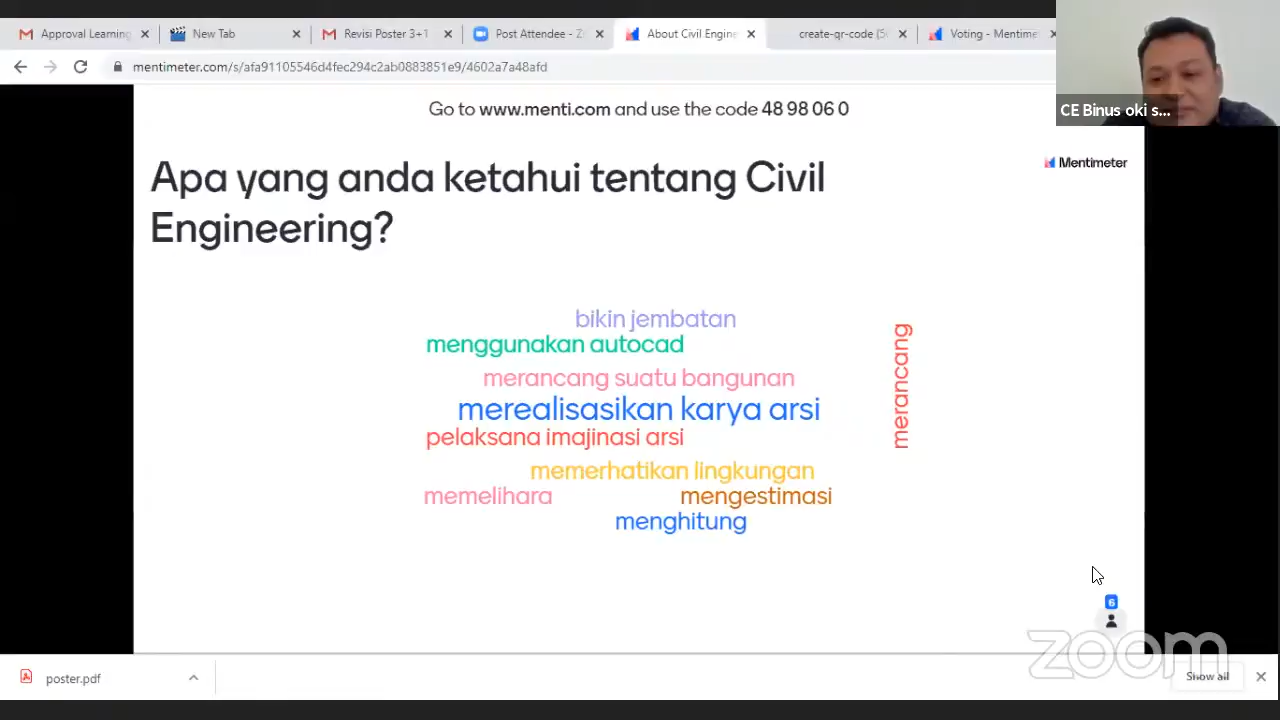 Approval Learning
New Tab
Revisi Poster 3+1
Post Attendee - Z
About Civil Engine
create-qr-code (5
Voting - Mentime
mentimeter.com/s/afa91105546d4fec294c2ab0883851e9/4602a7a48afd
CE Binus oki s...
Go to www.menti.com and use the code 48 98 06 0
Mentimeter
Apa yang anda ketahui tentang Civil
Engineering?
bikin jembatan
menggunakan autocad
merancang suatu bangunan
merealisasikan karya arsi
pelaksana imajinasi arsi
memerhatikan lingkungan
memelihara
mengestimasi
menghitung
merancang
6
zoom
poster.pdf
Show all